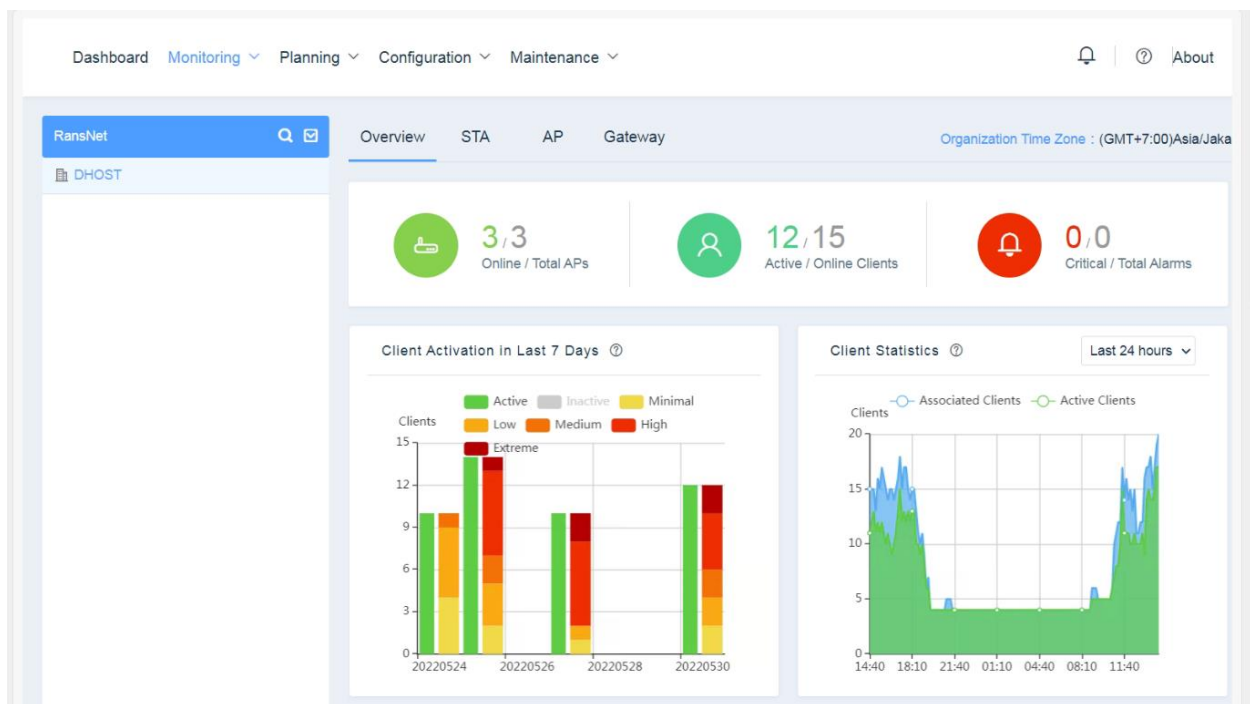 Dashboard Monitoring Planning Configuration Maintenance About
RansNet
DHOST
Overview STA AP Gateway Organization Time Zone : (GMT+7:00)Asia/Jaka
3/3
Online / Total APs
12/15
Active / Online Clients
0/0
Critical / Total Alarms
Client Activation in Last 7 Days
Active Inactive Minimal
Low Medium High
Extreme
Clients
15
12
9
6
3
0
20220524 20220526 20220528 20220530
Client Statistics Last 24 hours
Associated Clients Active Clients
Clients
20
15
10
5
0
14:40 18:10 21:40 01:10 04:40 08:10 11:40